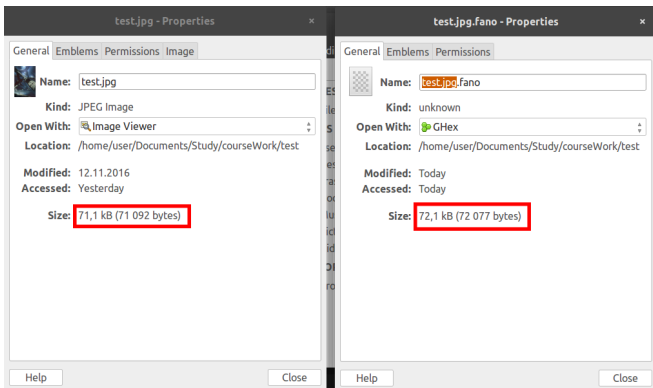 test.jpg - Properties ×
General Emblems Permissions Image
Name: test.jpg
Kind: JPEG Image
Open With: Image Viewer
Location: /home/user/Documents/Study/courseWork/test
Modified: 12.11.2016
Accessed: Yesterday
Size: 71,1 kB (71 092 bytes)
Help Close
test.jpg.fano - Properties ×
General Emblems Permissions
Name: test.jpg.fano
Kind: unknown
Open With: GHex
Location: /home/user/Documents/Study/courseWork/test
Modified: Today
Accessed: Today
Size: 72,1 kB (72 077 bytes)
Help Close